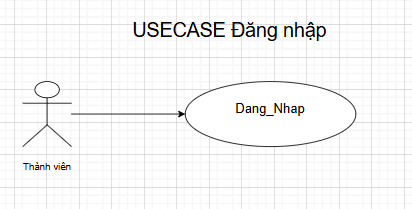 USECASE Đăng nhập
Dang_Nhap
Thành viên